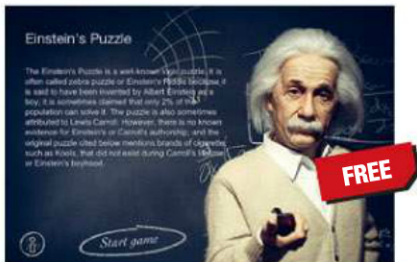 Einstein's Puzzle
The Einstein's Puzzle is a well-known logic puzzle. It is
often called zebra puzzle or Einstein's Riddle because it
is said to have been invented by Albert Einstein as a
boy; it is sometimes claimed that only 2% of the
population can solve it. The puzzle is also sometimes
attributed to Lewis Carroll. However, there is no known
evidence for Einstein's or Carroll's authorship, and the
original puzzle cited below mentions brands of cigarette,
such as Kools, that did not exist during Carroll's lifetime
or Einstein's boyhood.
FREE
Start game